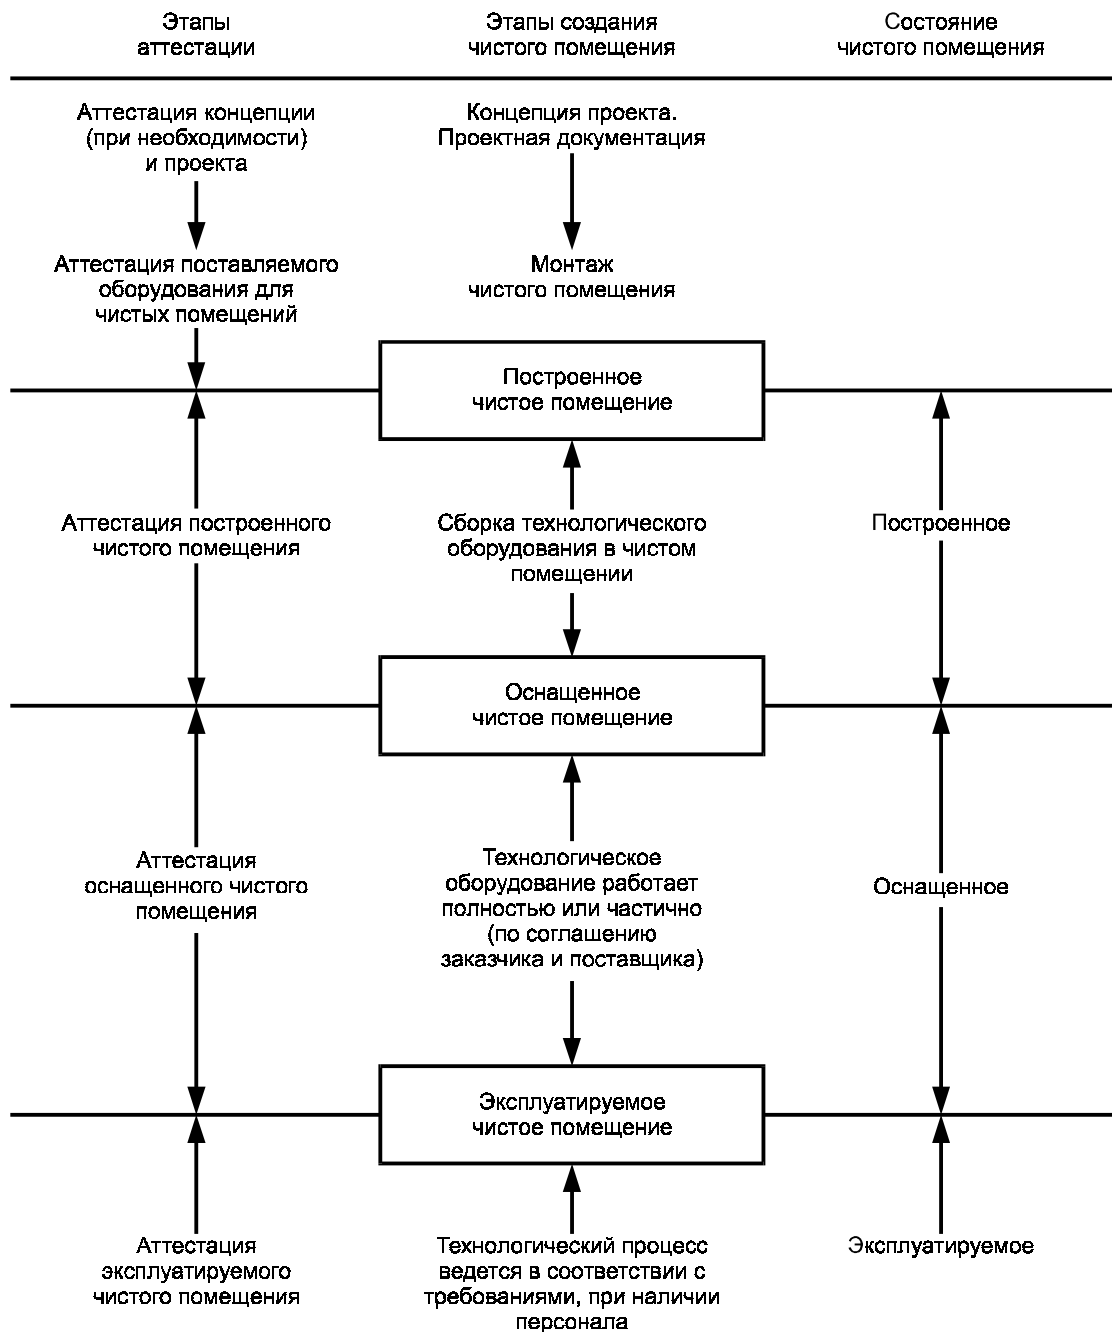 Этапы
аттестации
Этапы создания
чистого помещения
Состояние
чистого помещения
Аттестация концепции
(при необходимости)
и проекта
Концепция проекта.
Проектная документация
Аттестация поставляемого
оборудования для
чистых помещений
Монтаж
чистого помещения
Построенное
чистое помещение
Аттестация построенного
чистого помещения
Сборка технологического
оборудования в чистом
помещении
Построенное
Оснащенное
чистое помещение
Аттестация
оснащенного чистого
помещения
Технологическое
оборудование работает
полностью или частично
(по соглашению
заказчика и поставщика)
Оснащенное
Эксплуатируемое
чистое помещение
Аттестация
эксплуатируемого
чистого помещения
Технологический процесс
ведется в соответствии с
требованиями, при наличии
персонала
Эксплуатируемое